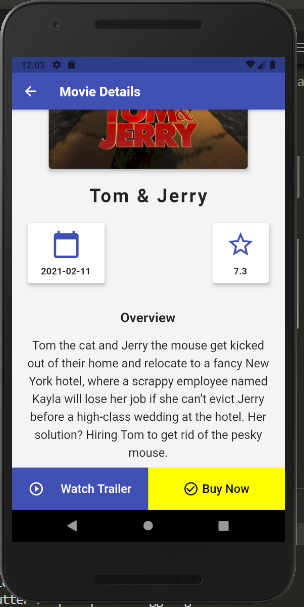 12:03
Movie Details
TOM &
JERRY
Tom & Jerry
2021-02-11
7.3
Overview
Tom the cat and Jerry the mouse get kicked
out of their home and relocate to a fancy New
York hotel, where a scrappy employee named
Kayla will lose her job if she can't evict Jerry
before a high-class wedding at the hotel. Her
solution? Hiring Tom to get rid of the pesky
mouse.
Watch Trailer
Buy Now